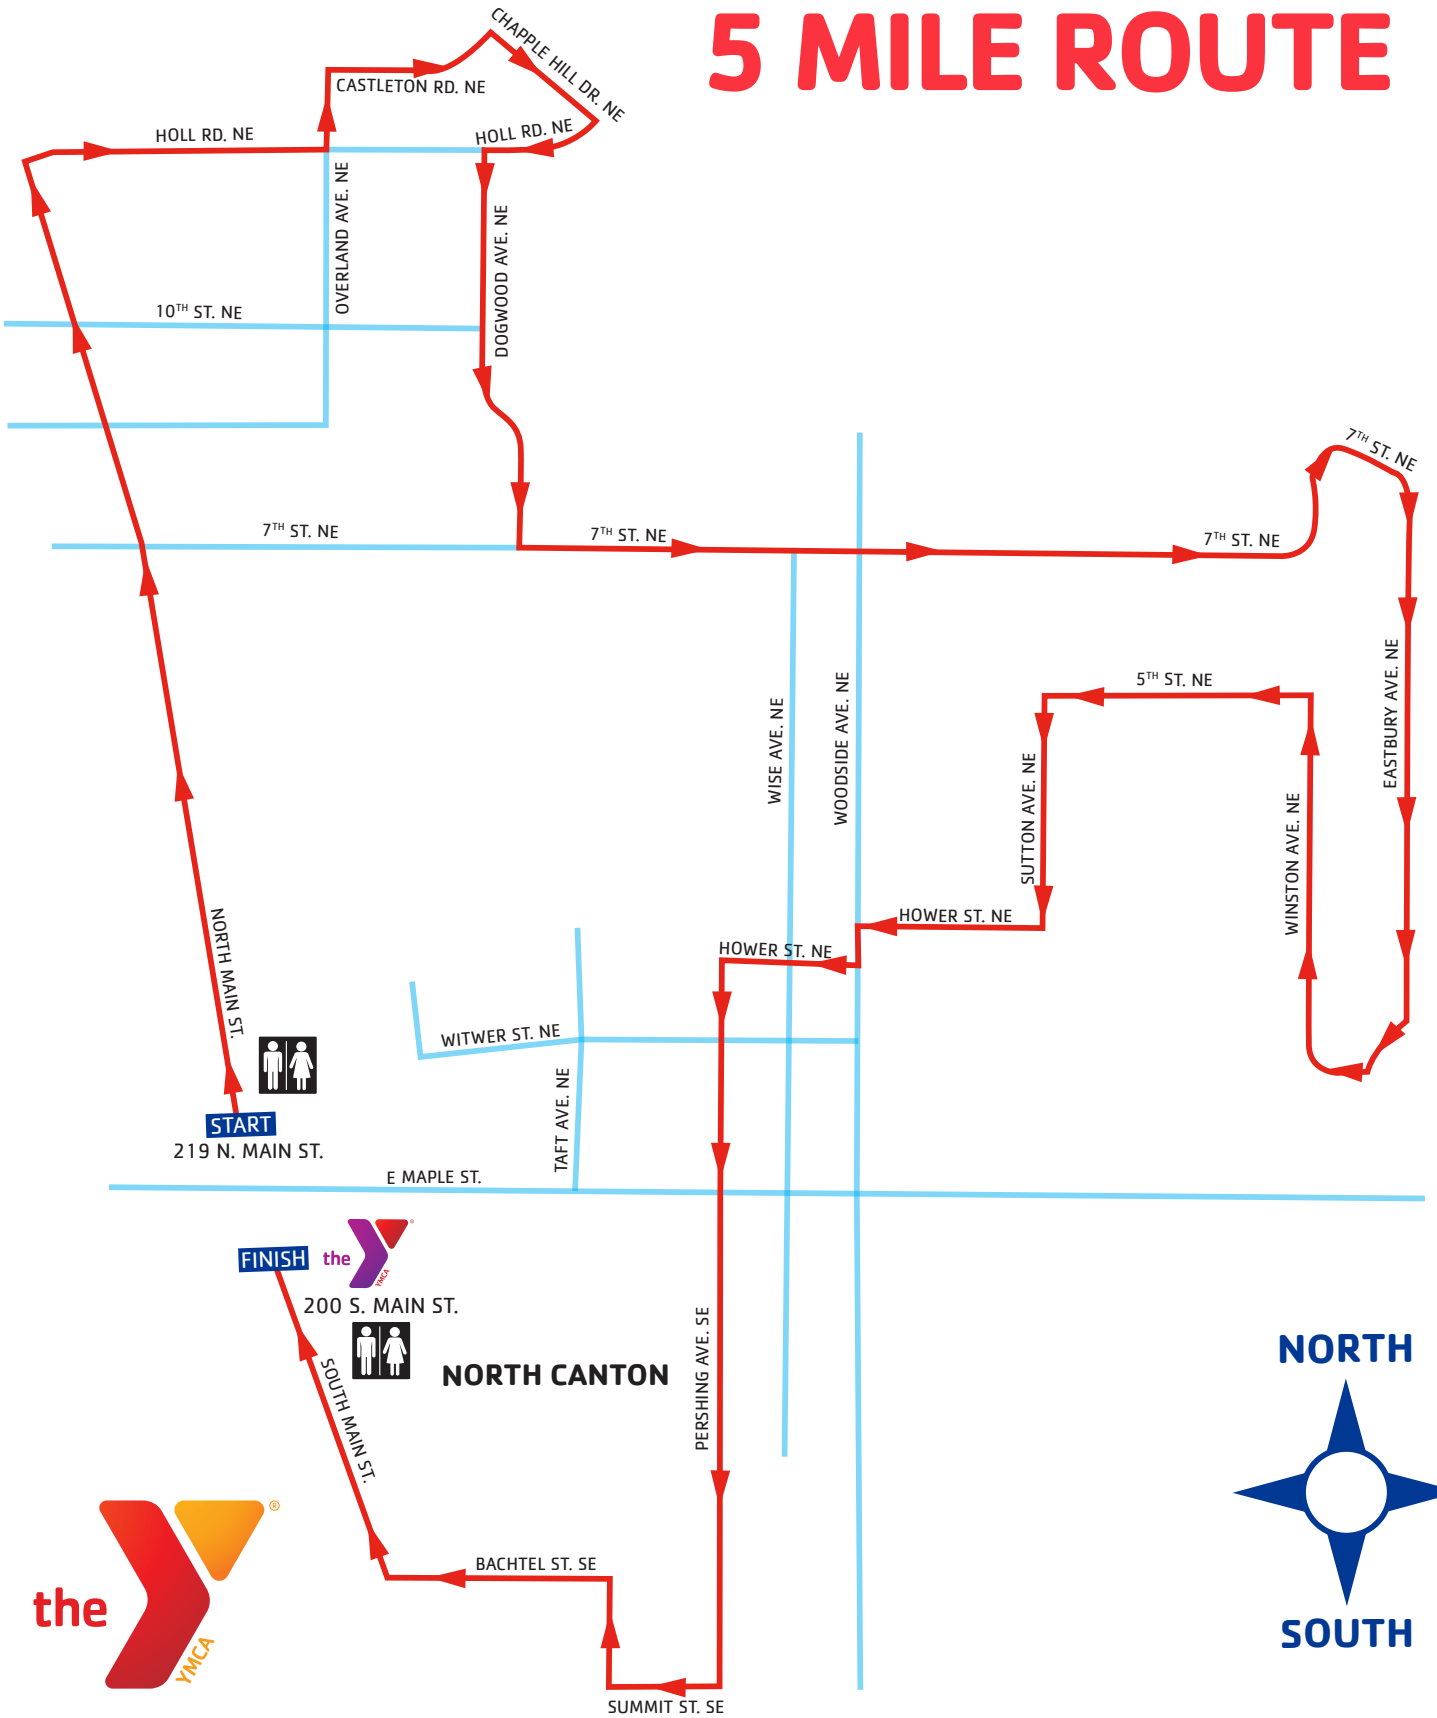 5 MILE ROUTE
CHAPPLE HILL DR. NE
CASTLETON RD. NE
HOLL RD. NE
HOLL RD. NE
OVERLAND AVE. NE
DOGWOOD AVE. NE
10TH ST. NE
7TH ST. NE
7TH ST. NE
7TH ST. NE
7TH ST. NE
EASTBURY AVE. NE
5TH ST. NE
WISE AVE. NE
WOODSIDE AVE. NE
SUTTON AVE. NE
WINSTON AVE. NE
HOWER ST. NE
HOWER ST. NE
NORTH MAIN ST.
WITWER ST. NE
TAFT AVE. NE
START
219 N. MAIN ST.
E MAPLE ST.
FINISH
the
YMCA
®
200 S. MAIN ST.
SOUTH MAIN ST.
NORTH CANTON
PERSHING AVE. SE
NORTH
SOUTH
BACHTEL ST. SE
SUMMIT ST. SE
the
YMCA
®